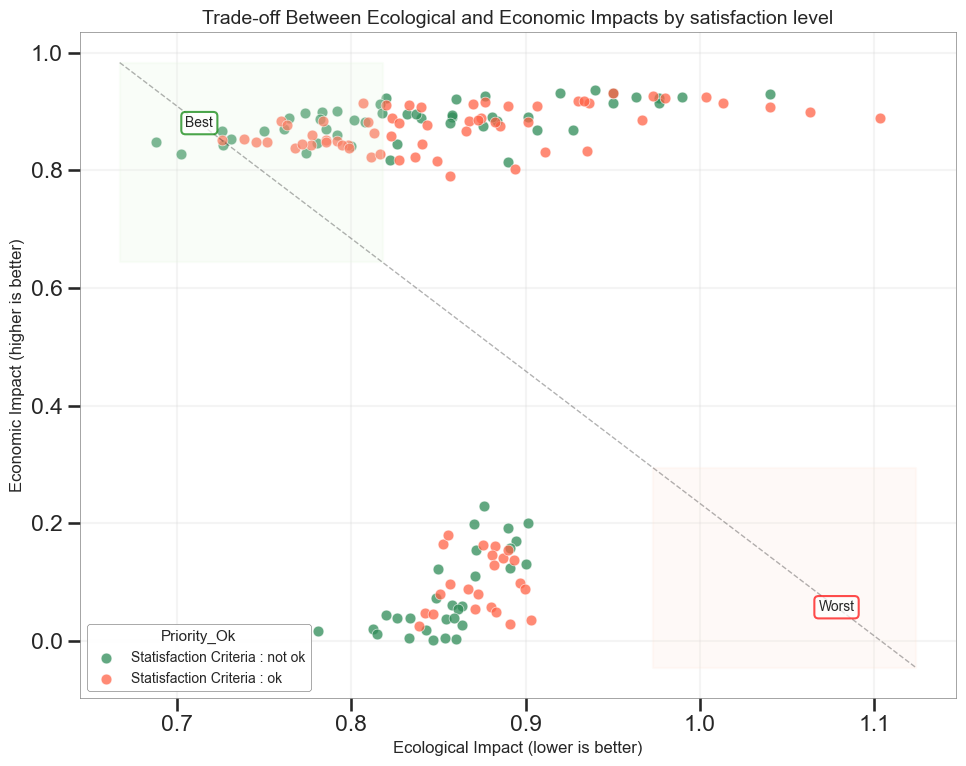 Trade-off Between Ecological and Economic Impacts by satisfaction level
1.0
0.8
0.6
0.4
0.2
0.0
Economic Impact (higher is better)
Best
Worst
Priority_Ok
Statisfaction Criteria : not ok
Statisfaction Criteria : ok
0.7
0.8
0.9
1.0
1.1
Ecological Impact (lower is better)